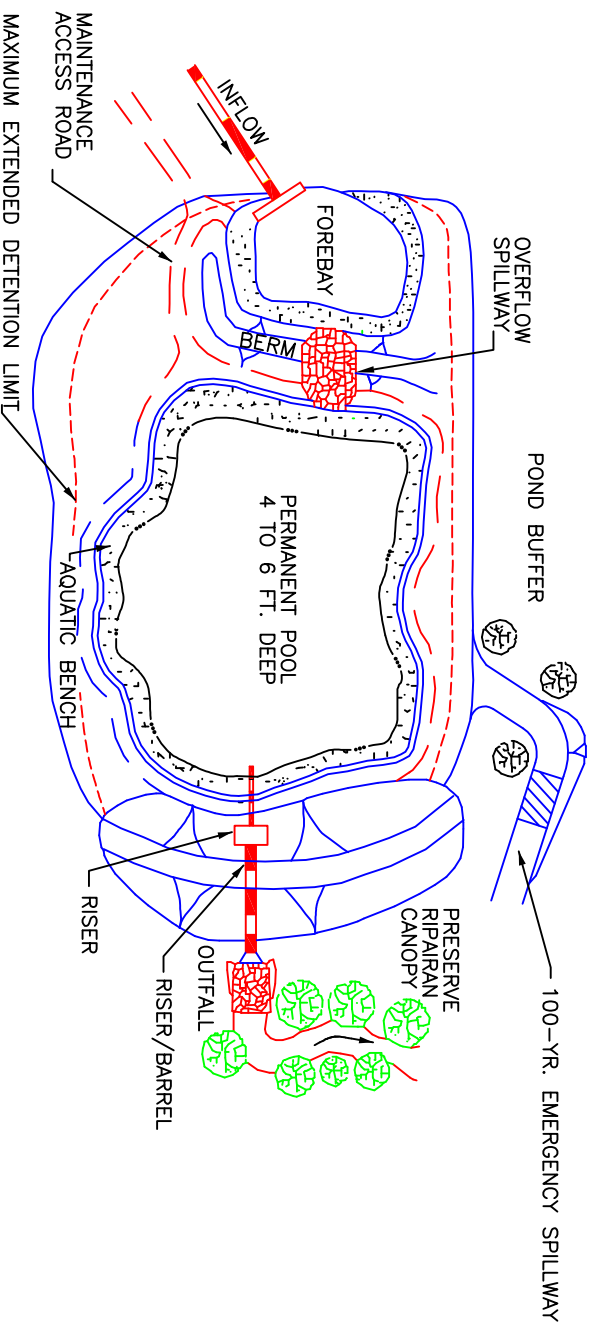 MAINTENANCE
ACCESS ROAD
MAXIMUM EXTENDED DETENTION LIMIT
INFLOW
FOREBAY
OVERFLOW
SPILLWAY
BERM
POND BUFFER
PERMANENT POOL
4 TO 6 FT. DEEP
AQUATIC BENCH
100-YR. EMERGENCY SPILLWAY
PRESERVE
RIPAIRAN
CANOPY
RISER
OUTFALL
RISER/BARREL